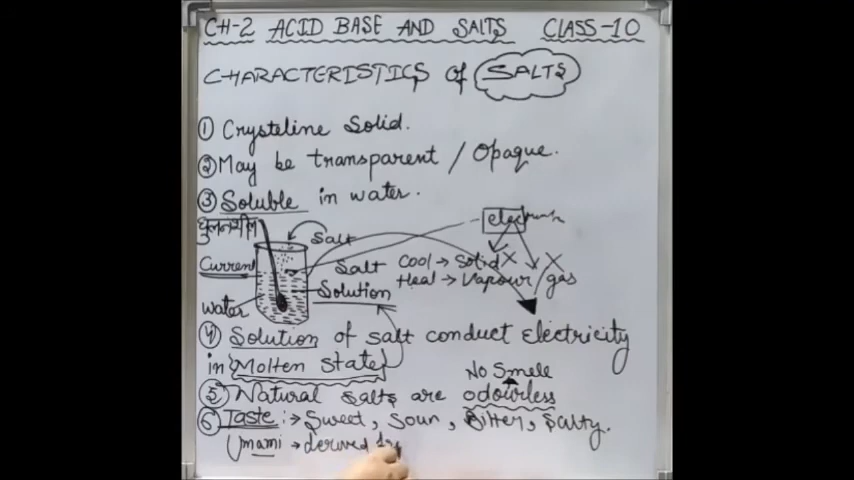 CH-2 ACID BASE AND SALTS CLASS-10
CHARACTERISTICS of SALTS
① Crysteline Solid.
② May be transparent / Opaque.
③ Soluble in water.
घुलनशील
Salt
Current
Salt
Solution
water
Cool → Solid X
Heat → Vapour / gas X
④ Solution of salt conduct electricity
in Molten State
No Smell
⑤ Natural salts are odourless
⑥ Taste :→ Sweet, Sour, Bitter, Salty.
Umami → derived